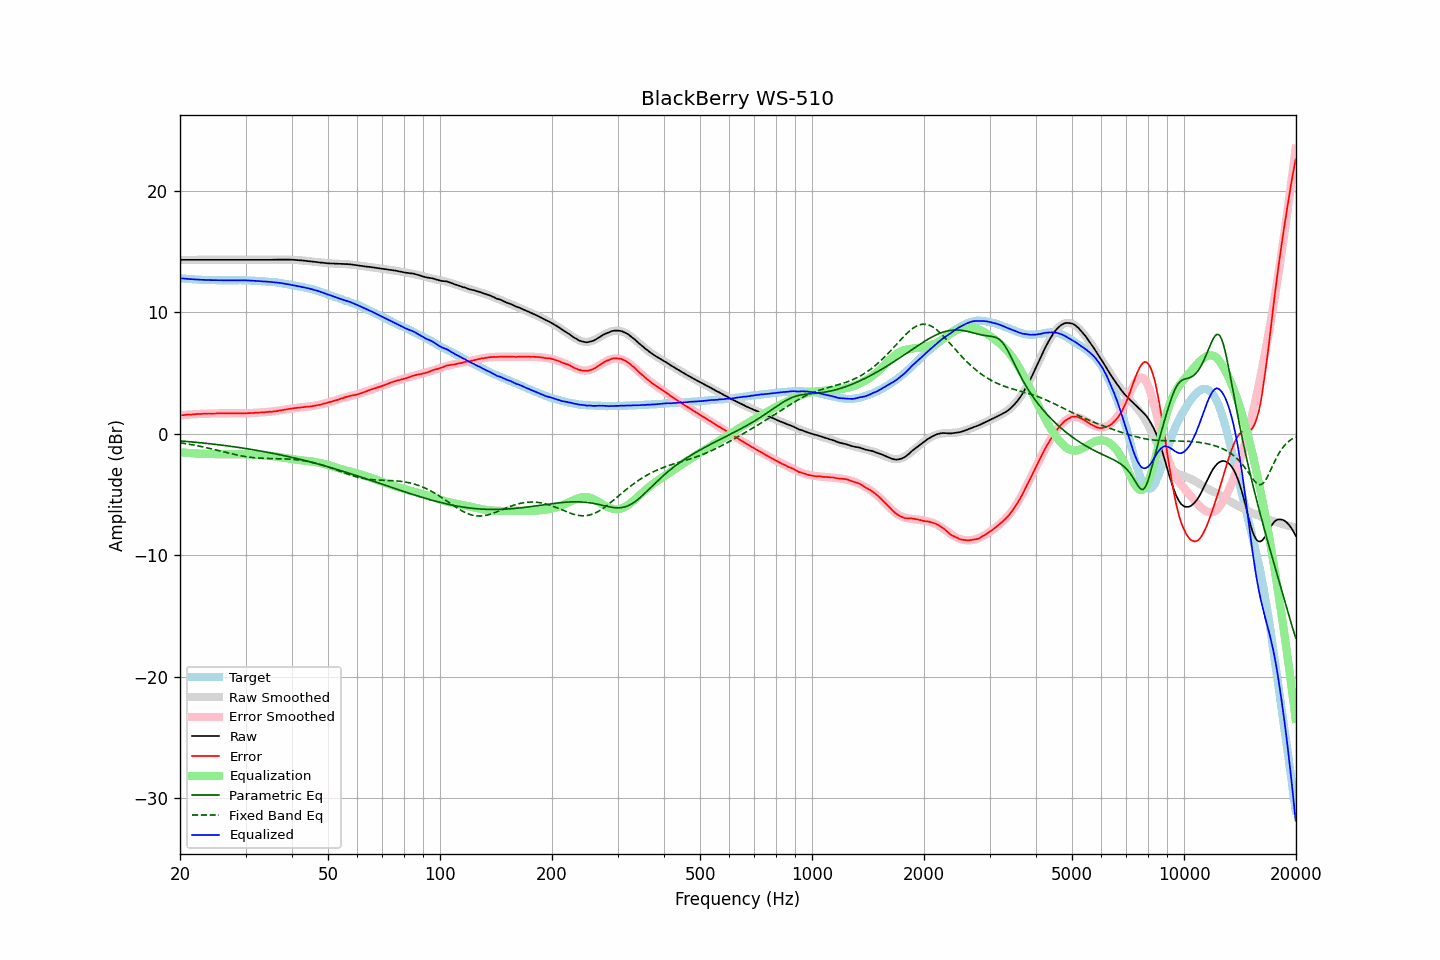 BlackBerry WS-510
Amplitude (dBr)
20
10
0
−10
−20
−30
Target
Raw Smoothed
Error Smoothed
Raw
Error
Equalization
Parametric Eq
Fixed Band Eq
Equalized
20 50 100 200 500 1000 2000 5000 10000 20000
Frequency (Hz)